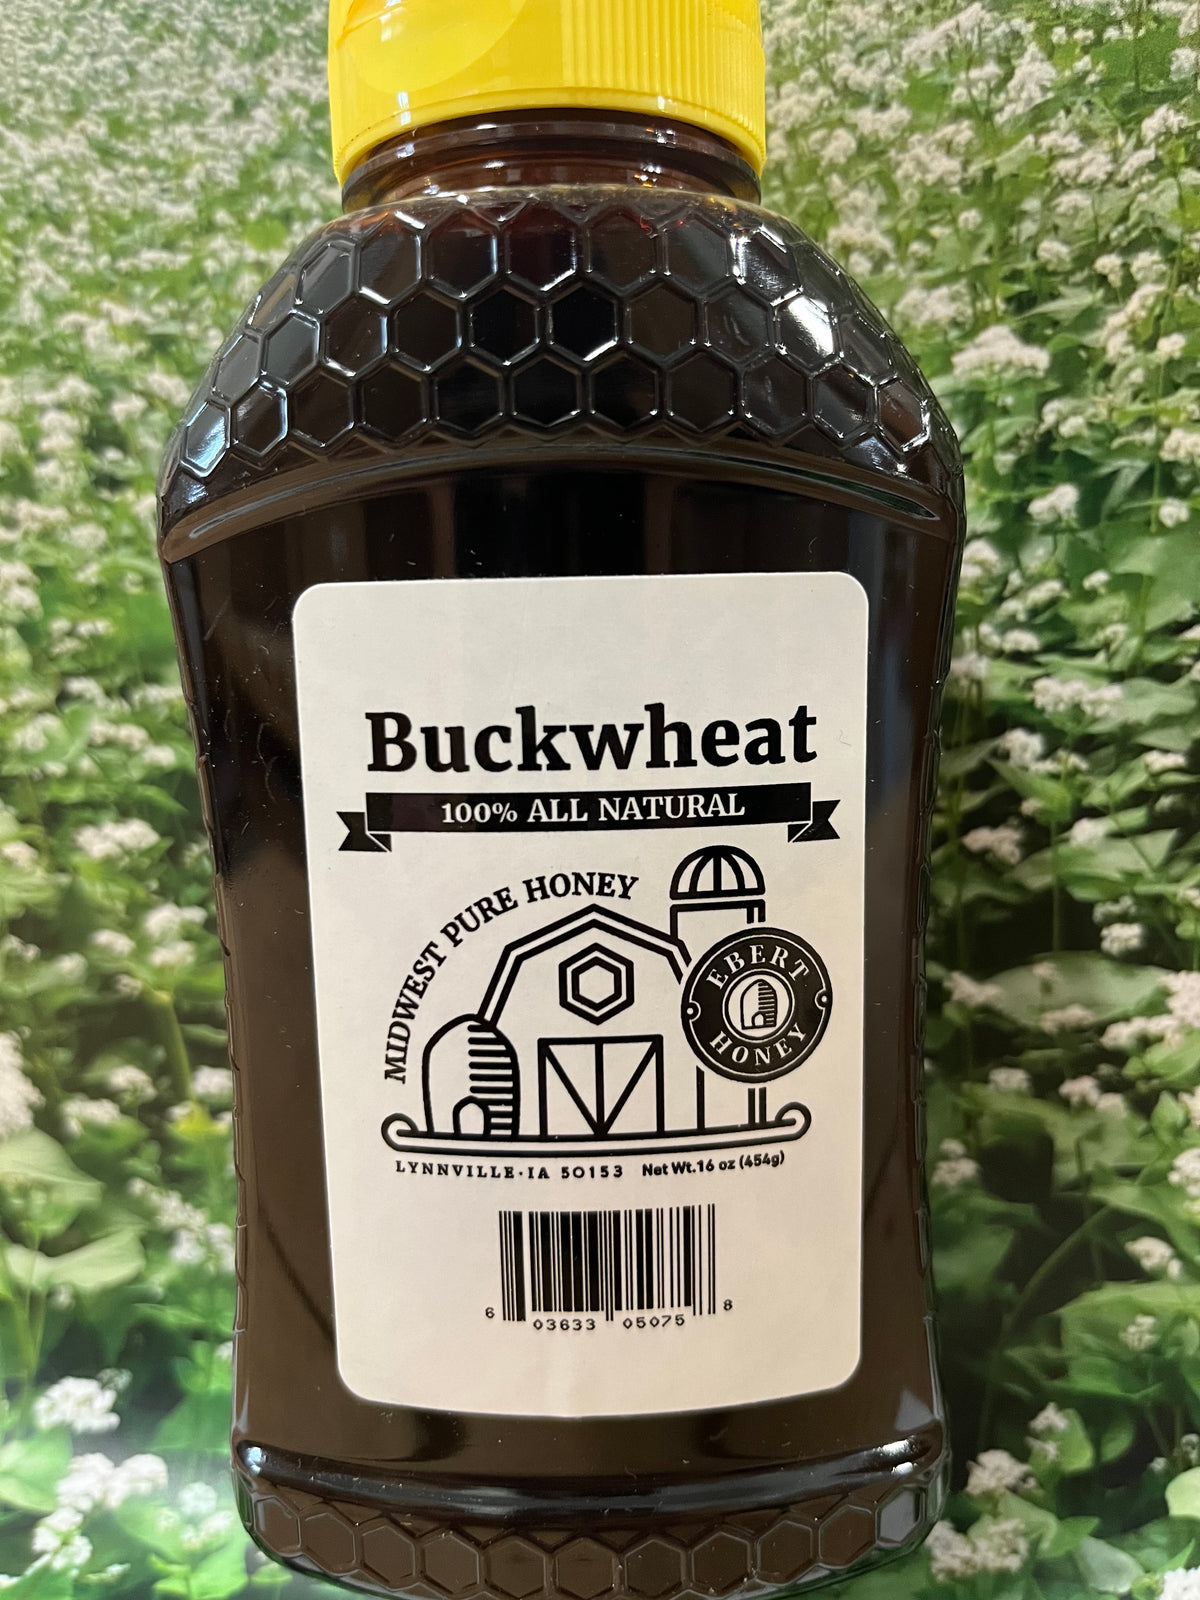 Buckwheat
100% ALL NATURAL
MIDWEST PURE HONEY
EBERT
HONEY
LYNNVILLE·IA 50153 Net Wt.16 oz (454g)
6 03633 05075 8